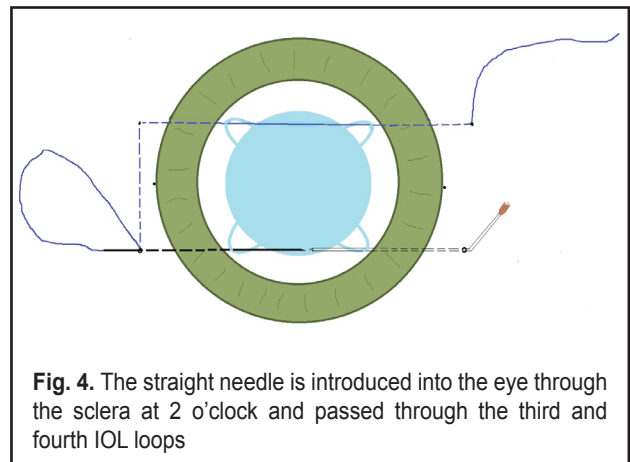 Fig. 4. The straight needle is introduced into the eye through
the sclera at 2 o'clock and passed through the third and
fourth IOL loops